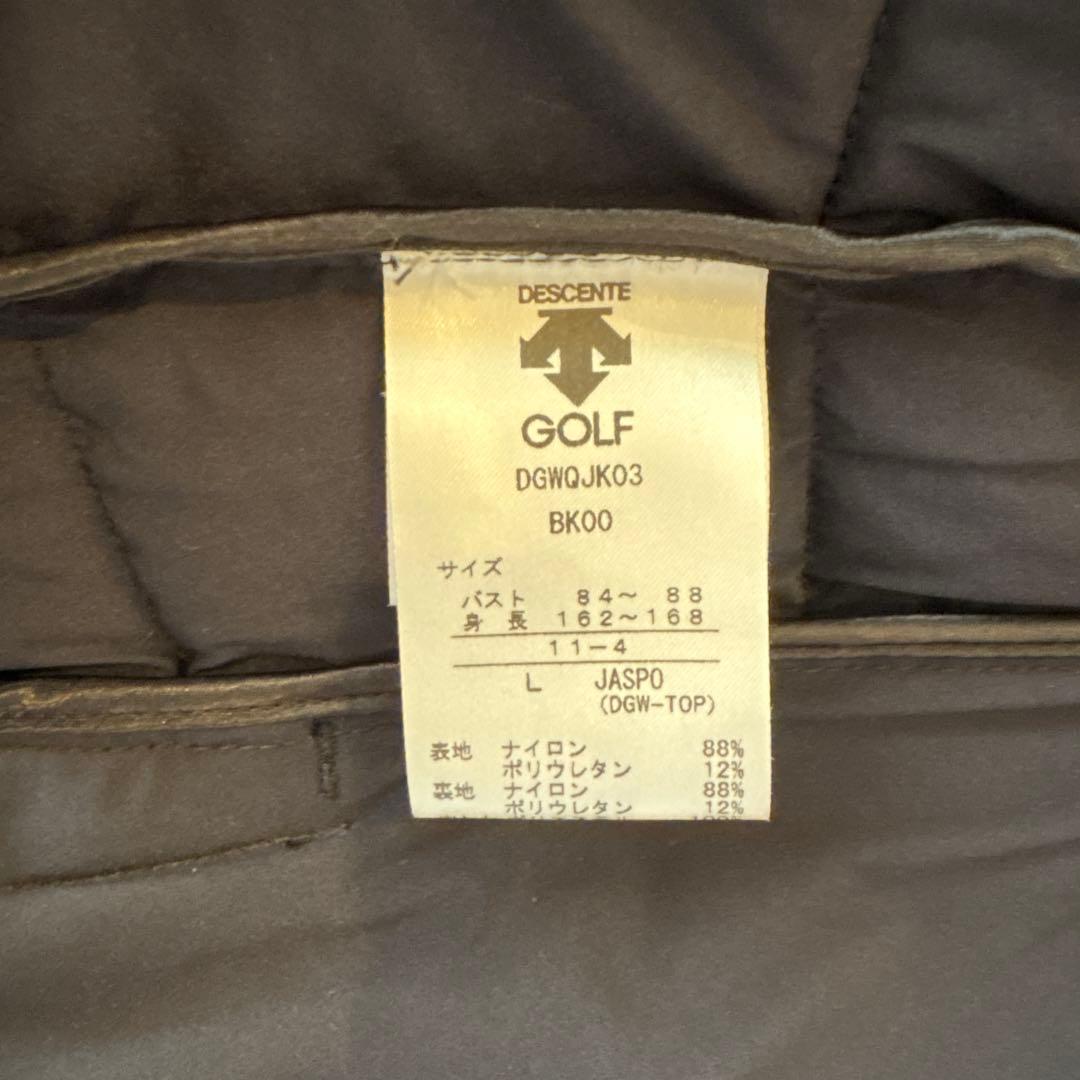 DESCENTE
GOLF
DGWQJK03
BK00
サイズ
バスト 84～ 88
身長 162～168
11－4
L JASPO
(DGW-TOP)
表地 ナイロン 88%
ポリウレタン 12%
裏地 ナイロン 88%
ポリウレタン 12%